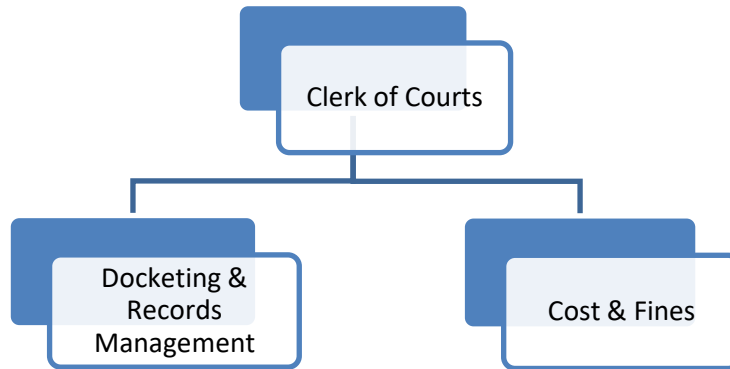 Clerk of Courts
Docketing &
Records
Management
Cost & Fines